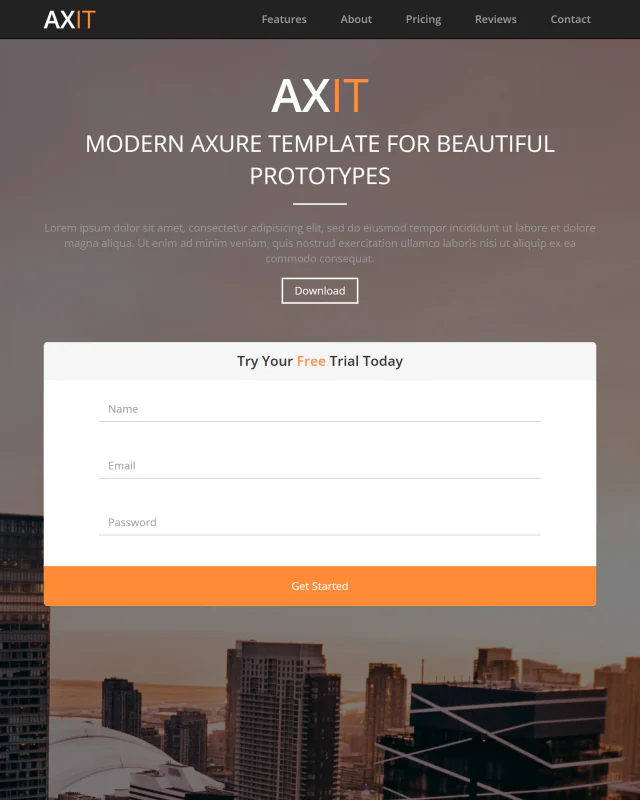 AXIT
Features About Pricing Reviews Contact
AXIT
MODERN AXURE TEMPLATE FOR BEAUTIFUL
PROTOTYPES
Lorem ipsum dolor sit amet, consectetur adipisicing elit, sed do eiusmod tempor incididunt ut labore et dolore
magna aliqua. Ut enim ad minim veniam, quis nostrud exercitation ullamco laboris nisi ut aliquip ex ea
commodo consequat.
Download
Try Your Free Trial Today
Name
Email
Password
Get Started